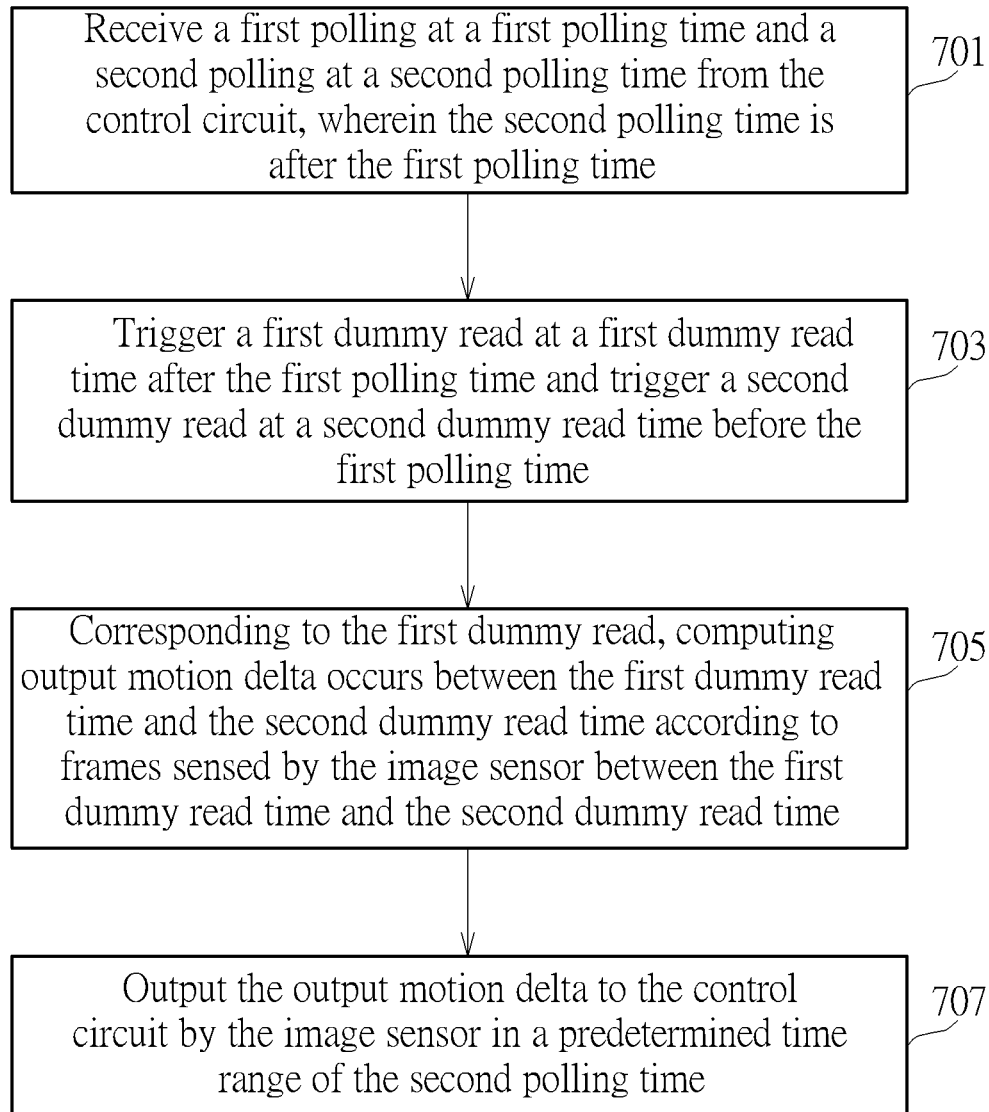 Receive a first polling at a first polling time and a
second polling at a second polling time from the
control circuit, wherein the second polling time is
after the first polling time
701
Trigger a first dummy read at a first dummy read
time after the first polling time and trigger a second
dummy read at a second dummy read time before the
first polling time
703
Corresponding to the first dummy read, computing
output motion delta occurs between the first dummy read
time and the second dummy read time according to
frames sensed by the image sensor between the first
dummy read time and the second dummy read time
705
Output the output motion delta to the control
circuit by the image sensor in a predetermined time
range of the second polling time
707